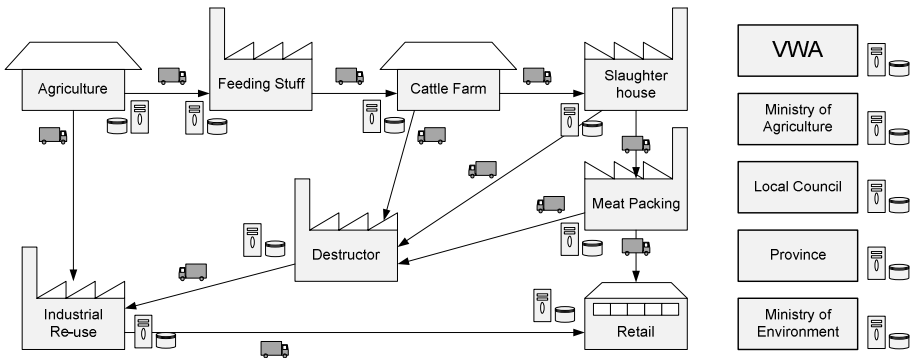 Agriculture
Feeding Stuff
Cattle Farm
Slaughter
house
Meat Packing
Destructor
Industrial
Re-use
Retail
VWA
Ministry of
Agriculture
Local Council
Province
Ministry of
Environment